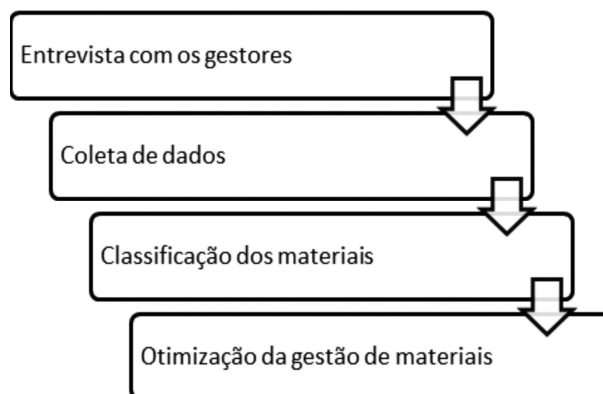 Entrevista com os gestores
Coleta de dados
Classificação dos materiais
Otimização da gestão de materiais